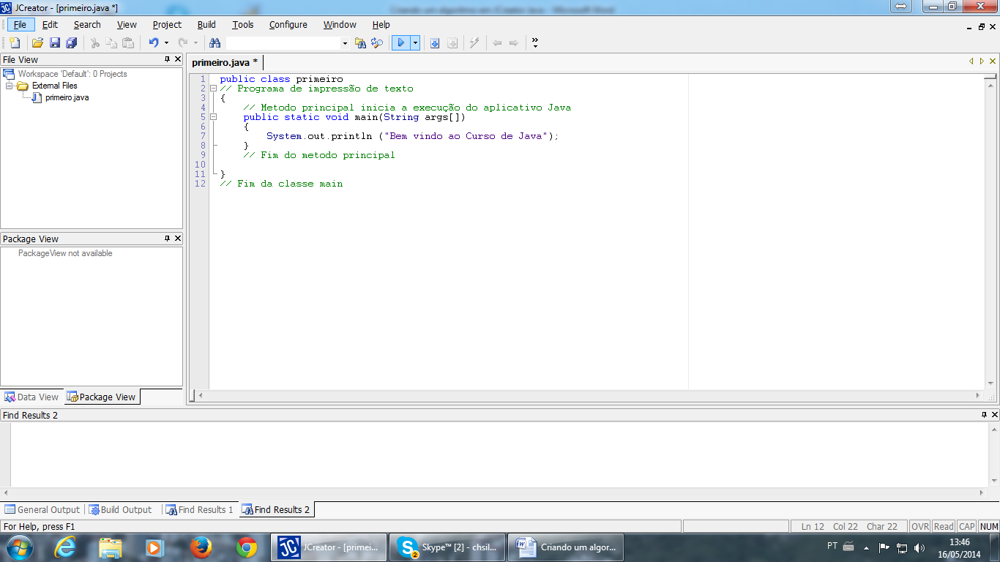 JCreator - [primeiro.java *]
Criando um algoritmo em JCreator Java - Microsoft Word
File Edit Search View Project Build Tools Configure Window Help
File View
Workspace 'Default': 0 Projects
External Files
primeiro.java
Package View
PackageView not available
Data View Package View
primeiro.java *
1 public class primeiro
2 // Programa de impressão de texto
3 {
4 // Metodo principal inicia a execução do aplicativo Java
5 public static void main(String args[])
6 {
7 System.out.println ("Bem vindo ao Curso de Java");
8 }
9 // Fim do metodo principal
10
11 }
12 // Fim da classe main
Find Results 2
General Output Build Output Find Results 1 Find Results 2
For Help, press F1 Ln 12 Col 22 Char 22 OVR Read CAP NUM
JCreator - [primei... Skype™ [2] - chsil... Criando um algor... PT 13:46
16/05/2014